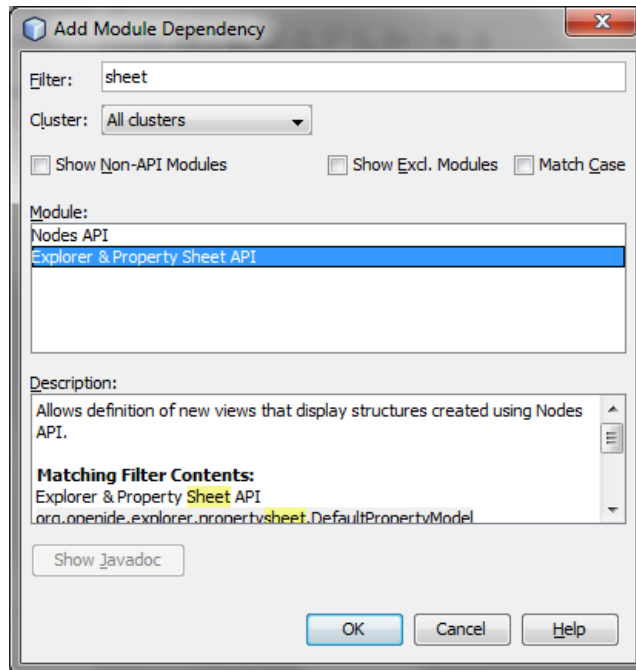 Add Module Dependency
Filter: sheet
Cluster: All clusters
Show Non-API Modules Show Excl. Modules Match Case
Module:
Nodes API
Explorer & Property Sheet API
Description:
Allows definition of new views that display structures created using Nodes
API.
Matching Filter Contents:
Explorer & Property Sheet API
org.openide.explorer.propertysheet.DefaultPropertyModel
Show Javadoc
OK Cancel Help